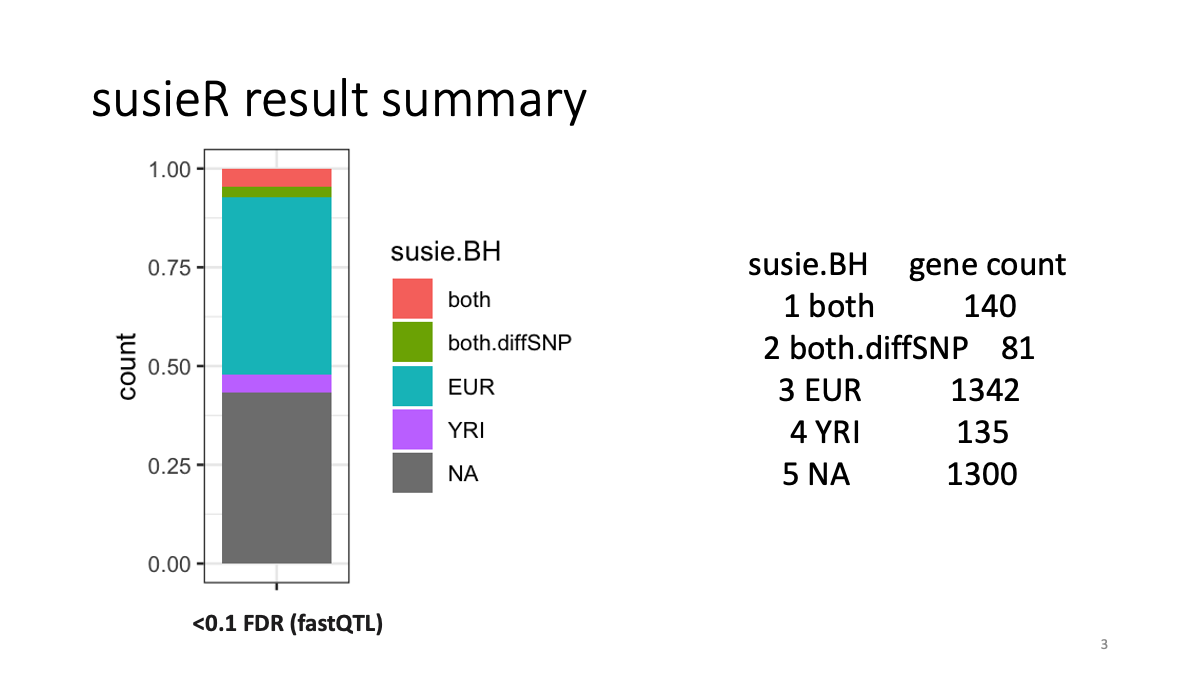 susieR result summary
1.00
0.75
0.50
0.25
0.00
count
<0.1 FDR (fastQTL)
susie.BH
both
both.diffSNP
EUR
YRI
NA
susie.BH gene count
1 both 140
2 both.diffSNP 81
3 EUR 1342
4 YRI 135
5 NA 1300
3